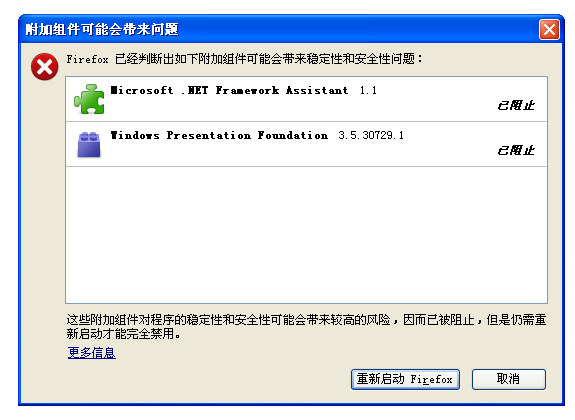 附加组件可能会带来问题
Firefox 已经判断出如下附加组件可能会带来稳定性和安全性问题：
Microsoft .NET Framework Assistant 1.1
已阻止
Windows Presentation Foundation 3.5.30729.1
已阻止
这些附加组件对程序的稳定性和安全性可能会带来较高的风险，因而已被阻止，但是仍需重
新启动才能完全禁用。
更多信息
重新启动 Firefox 取消